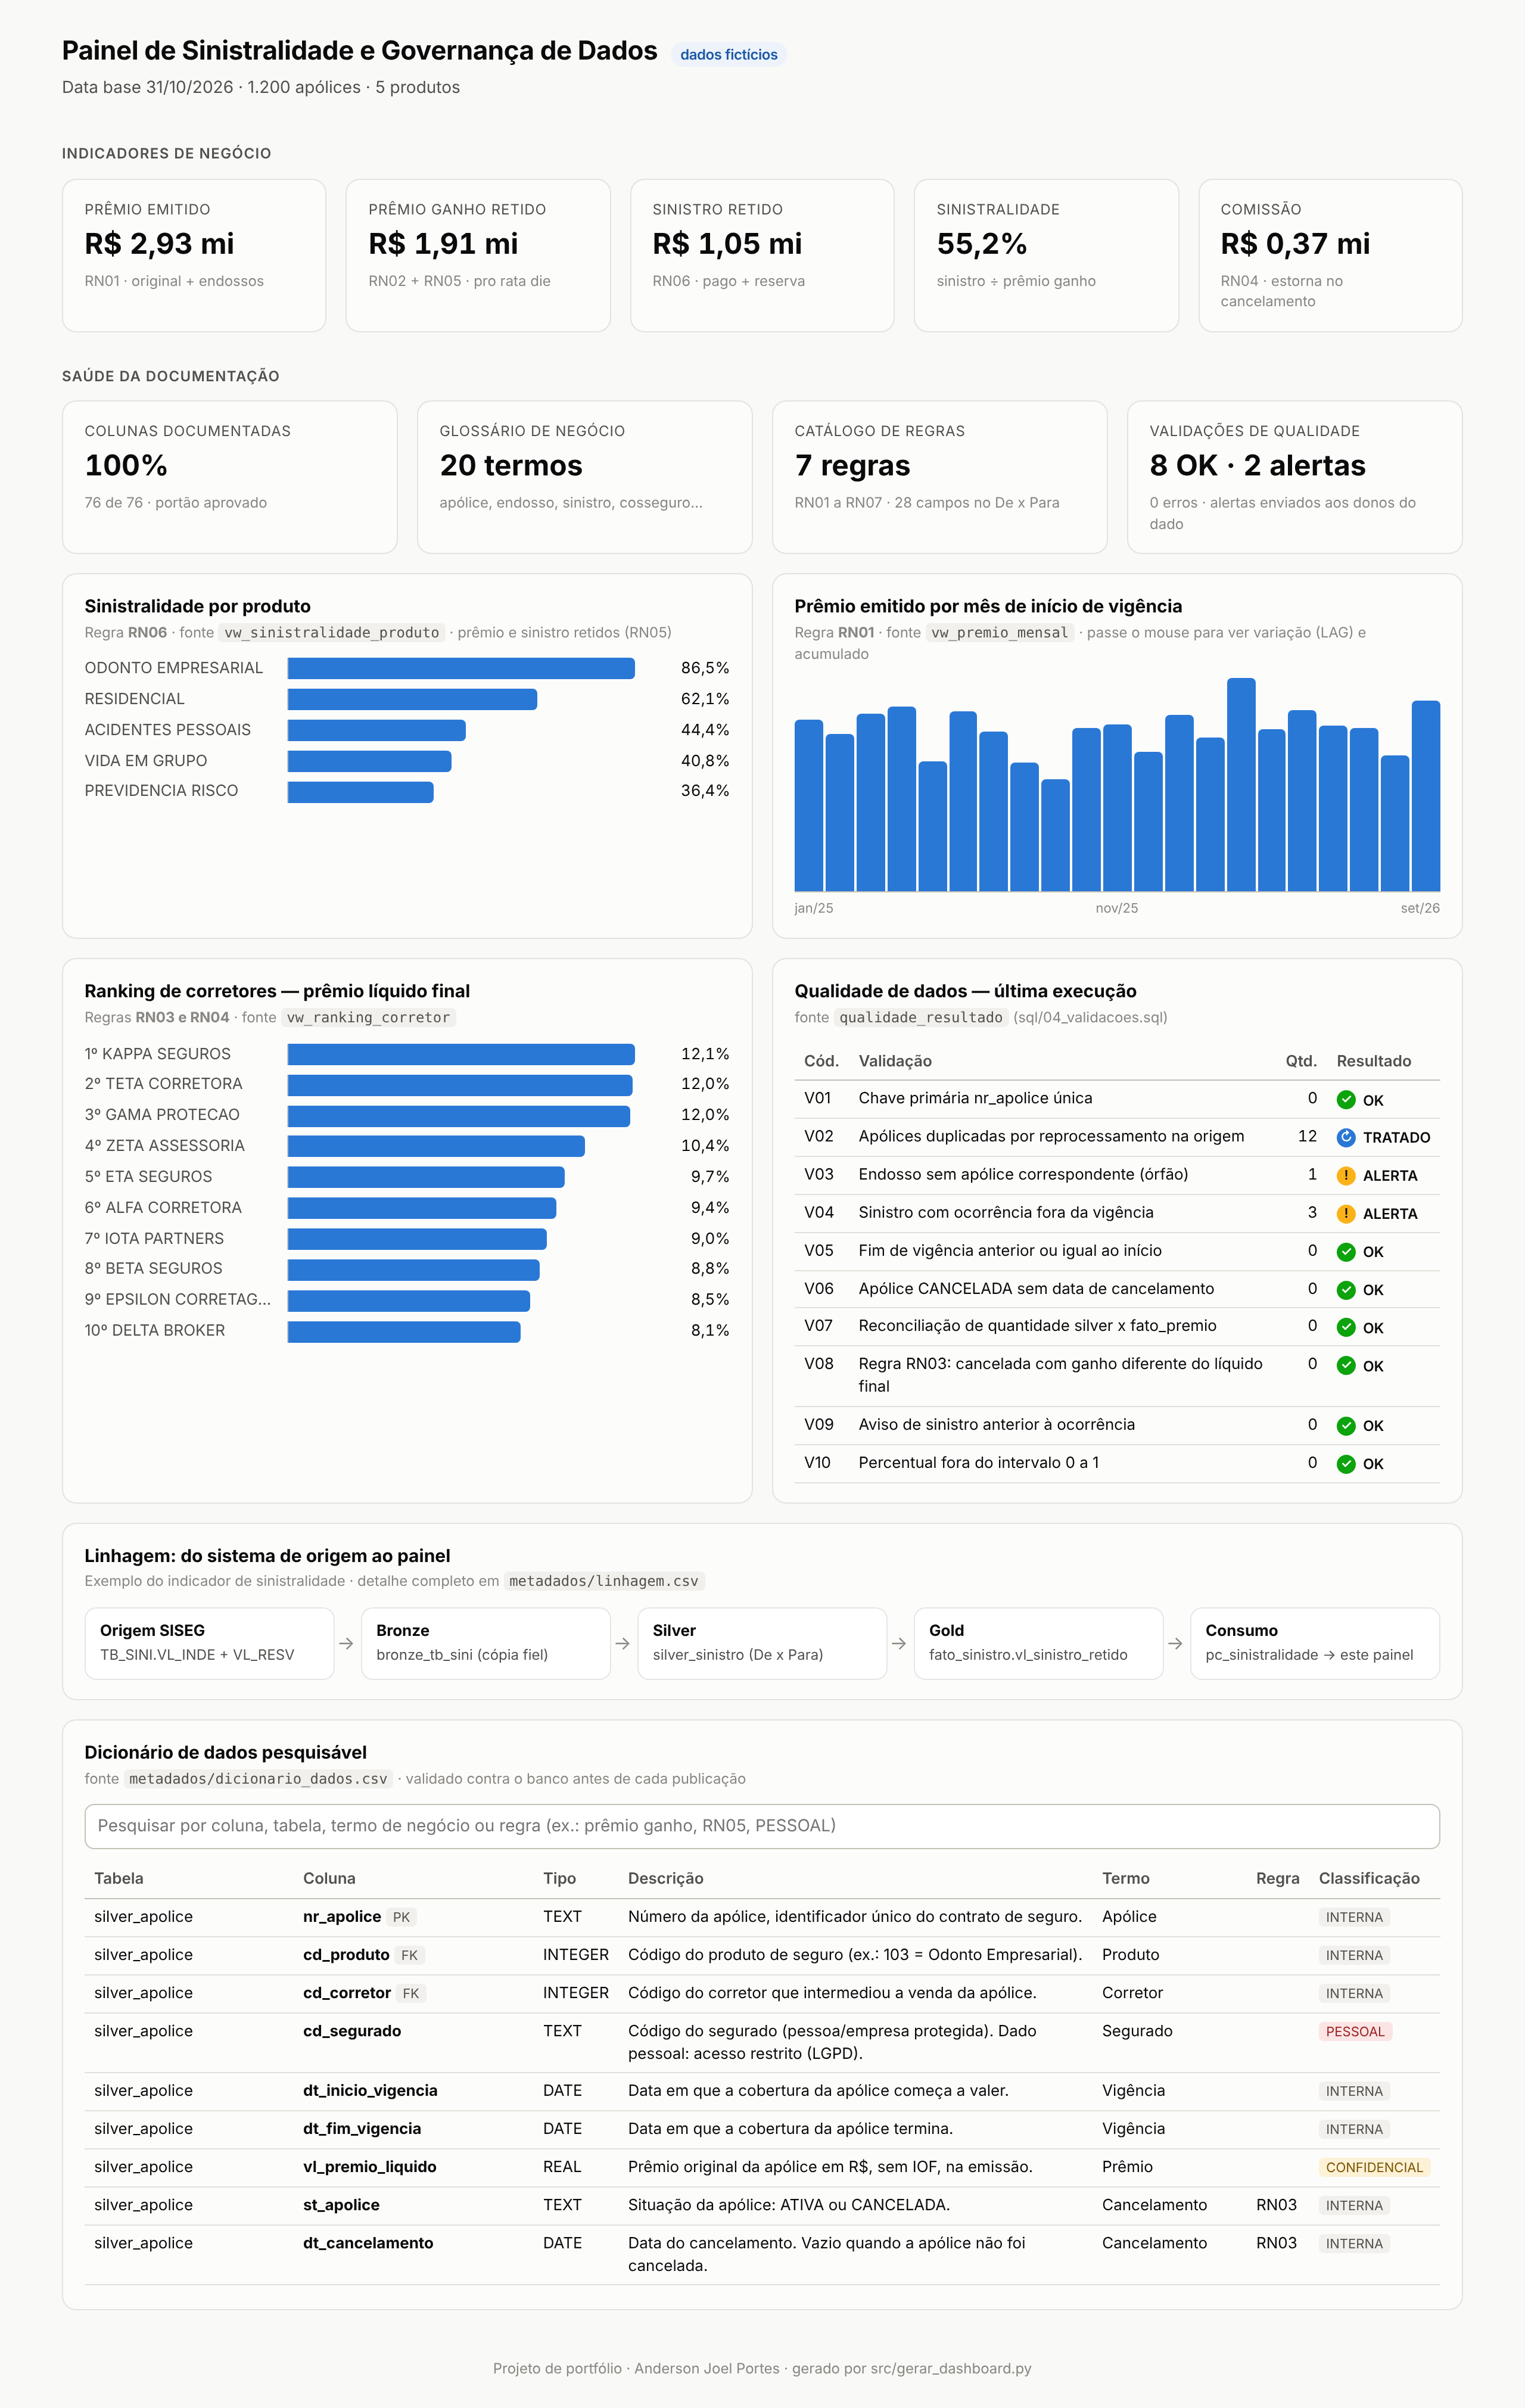 Painel de Sinistralidade e Governança de Dados dados fictícios
Data base 31/10/2026 · 1.200 apólices · 5 produtos
INDICADORES DE NEGÓCIO
PRÊMIO EMITIDO
R$ 2,93 mi
RN01 · original + endossos
PRÊMIO GANHO RETIDO
R$ 1,91 mi
RN02 + RN05 · pro rata die
SINISTRO RETIDO
R$ 1,05 mi
RN06 · pago + reserva
SINISTRALIDADE
55,2%
sinistro ÷ prêmio ganho
COMISSÃO
R$ 0,37 mi
RN04 · estorna no
cancelamento
SAÚDE DA DOCUMENTAÇÃO
COLUNAS DOCUMENTADAS
100%
76 de 76 · portão aprovado
GLOSSÁRIO DE NEGÓCIO
20 termos
apólice, endosso, sinistro, cosseguro...
CATÁLOGO DE REGRAS
7 regras
RN01 a RN07 · 28 campos no De x Para
VALIDAÇÕES DE QUALIDADE
8 OK · 2 alertas
0 erros · alertas enviados aos donos do
dado
Sinistralidade por produto
Regra RN06 · fonte vw_sinistralidade_produto · prêmio e sinistro retidos (RN05)
ODONTO EMPRESARIAL 86,5%
RESIDENCIAL 62,1%
ACIDENTES PESSOAIS 44,4%
VIDA EM GRUPO 40,8%
PREVIDENCIA RISCO 36,4%
Prêmio emitido por mês de início de vigência
Regra RN01 · fonte vw_premio_mensal · passe o mouse para ver variação (LAG) e
acumulado
jan/25 nov/25 set/26
Ranking de corretores — prêmio líquido final
Regras RN03 e RN04 · fonte vw_ranking_corretor
1º KAPPA SEGUROS 12,1%
2º TETA CORRETORA 12,0%
3º GAMA PROTECAO 12,0%
4º ZETA ASSESSORIA 10,4%
5º ETA SEGUROS 9,7%
6º ALFA CORRETORA 9,4%
7º IOTA PARTNERS 9,0%
8º BETA SEGUROS 8,8%
9º EPSILON CORRETAG... 8,5%
10º DELTA BROKER 8,1%
Qualidade de dados — última execução
fonte qualidade_resultado (sql/04_validacoes.sql)
Cód. Validação Qtd. Resultado
V01 Chave primária nr_apolice única 0 OK
V02 Apólices duplicadas por reprocessamento na origem 12 TRATADO
V03 Endosso sem apólice correspondente (órfão) 1 ! ALERTA
V04 Sinistro com ocorrência fora da vigência 3 ! ALERTA
V05 Fim de vigência anterior ou igual ao início 0 OK
V06 Apólice CANCELADA sem data de cancelamento 0 OK
V07 Reconciliação de quantidade silver x fato_premio 0 OK
V08 Regra RN03: cancelada com ganho diferente do líquido 0 OK
final
V09 Aviso de sinistro anterior à ocorrência 0 OK
V10 Percentual fora do intervalo 0 a 1 0 OK
Linhagem: do sistema de origem ao painel
Exemplo do indicador de sinistralidade · detalhe completo em metadados/linhagem.csv
Origem SISEG
TB_SINI.VL_INDE + VL_RESV
→
Bronze
bronze_tb_sini (cópia fiel)
→
Silver
silver_sinistro (De x Para)
→
Gold
fato_sinistro.vl_sinistro_retido
→
Consumo
pc_sinistralidade → este painel
Dicionário de dados pesquisável
fonte metadados/dicionario_dados.csv · validado contra o banco antes de cada publicação
Pesquisar por coluna, tabela, termo de negócio ou regra (ex.: prêmio ganho, RN05, PESSOAL)
Tabela Coluna Tipo Descrição Termo Regra Classificação
silver_apolice nr_apolice PK TEXT Número da apólice, identificador único do contrato de seguro. Apólice INTERNA
silver_apolice cd_produto FK INTEGER Código do produto de seguro (ex.: 103 = Odonto Empresarial). Produto INTERNA
silver_apolice cd_corretor FK INTEGER Código do corretor que intermediou a venda da apólice. Corretor INTERNA
silver_apolice cd_segurado TEXT Código do segurado (pessoa/empresa protegida). Dado Segurado PESSOAL
pessoal: acesso restrito (LGPD).
silver_apolice dt_inicio_vigencia DATE Data em que a cobertura da apólice começa a valer. Vigência INTERNA
silver_apolice dt_fim_vigencia DATE Data em que a cobertura da apólice termina. Vigência INTERNA
silver_apolice vl_premio_liquido REAL Prêmio original da apólice em R$, sem IOF, na emissão. Prêmio CONFIDENCIAL
silver_apolice st_apolice TEXT Situação da apólice: ATIVA ou CANCELADA. Cancelamento RN03 INTERNA
silver_apolice dt_cancelamento DATE Data do cancelamento. Vazio quando a apólice não foi Cancelamento RN03 INTERNA
cancelada.
Projeto de portfólio · Anderson Joel Portes · gerado por src/gerar_dashboard.py